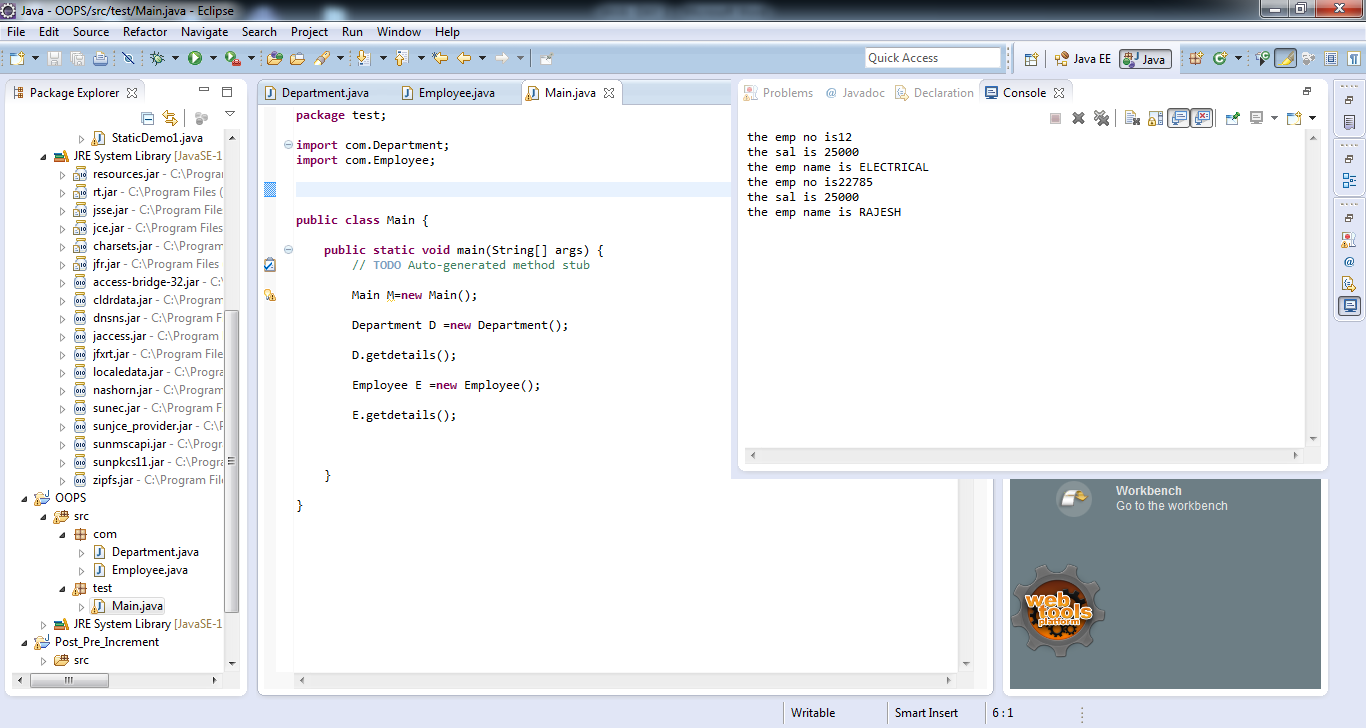 Java - OOPS/src/test/Main.java - Eclipse
File Edit Source Refactor Navigate Search Project Run Window Help
Quick Access
Java EE
Java
Package Explorer
StaticDemo1.java
JRE System Library [JavaSE-1
resources.jar - C:\Program
rt.jar - C:\Program Files (
jsse.jar - C:\Program File
jce.jar - C:\Program Files
charsets.jar - C:\Program
jfr.jar - C:\Program Files
access-bridge-32.jar - C:\
cldrdata.jar - C:\Program
dnsns.jar - C:\Program F
jaccess.jar - C:\Program
jfxrt.jar - C:\Program File
localedata.jar - C:\Progra
nashorn.jar - C:\Program
sunec.jar - C:\Program F
sunjce_provider.jar - C:\
sunmscapi.jar - C:\Progr
sunpkcs11.jar - C:\Progra
zipfs.jar - C:\Program File
OOPS
src
com
Department.java
Employee.java
test
Main.java
JRE System Library [JavaSE-1
Post_Pre_Increment
src
Department.java Employee.java Main.java
package test;
import com.Department;
import com.Employee;
public class Main {
public static void main(String[] args) {
// TODO Auto-generated method stub
Main M=new Main();
Department D =new Department();
D.getdetails();
Employee E =new Employee();
E.getdetails();
}
}
Problems @ Javadoc Declaration Console
the emp no is12
the sal is 25000
the emp name is ELECTRICAL
the emp no is22785
the sal is 25000
the emp name is RAJESH
Workbench
Go to the workbench
web
tools
platform
Writable Smart Insert 6 : 1